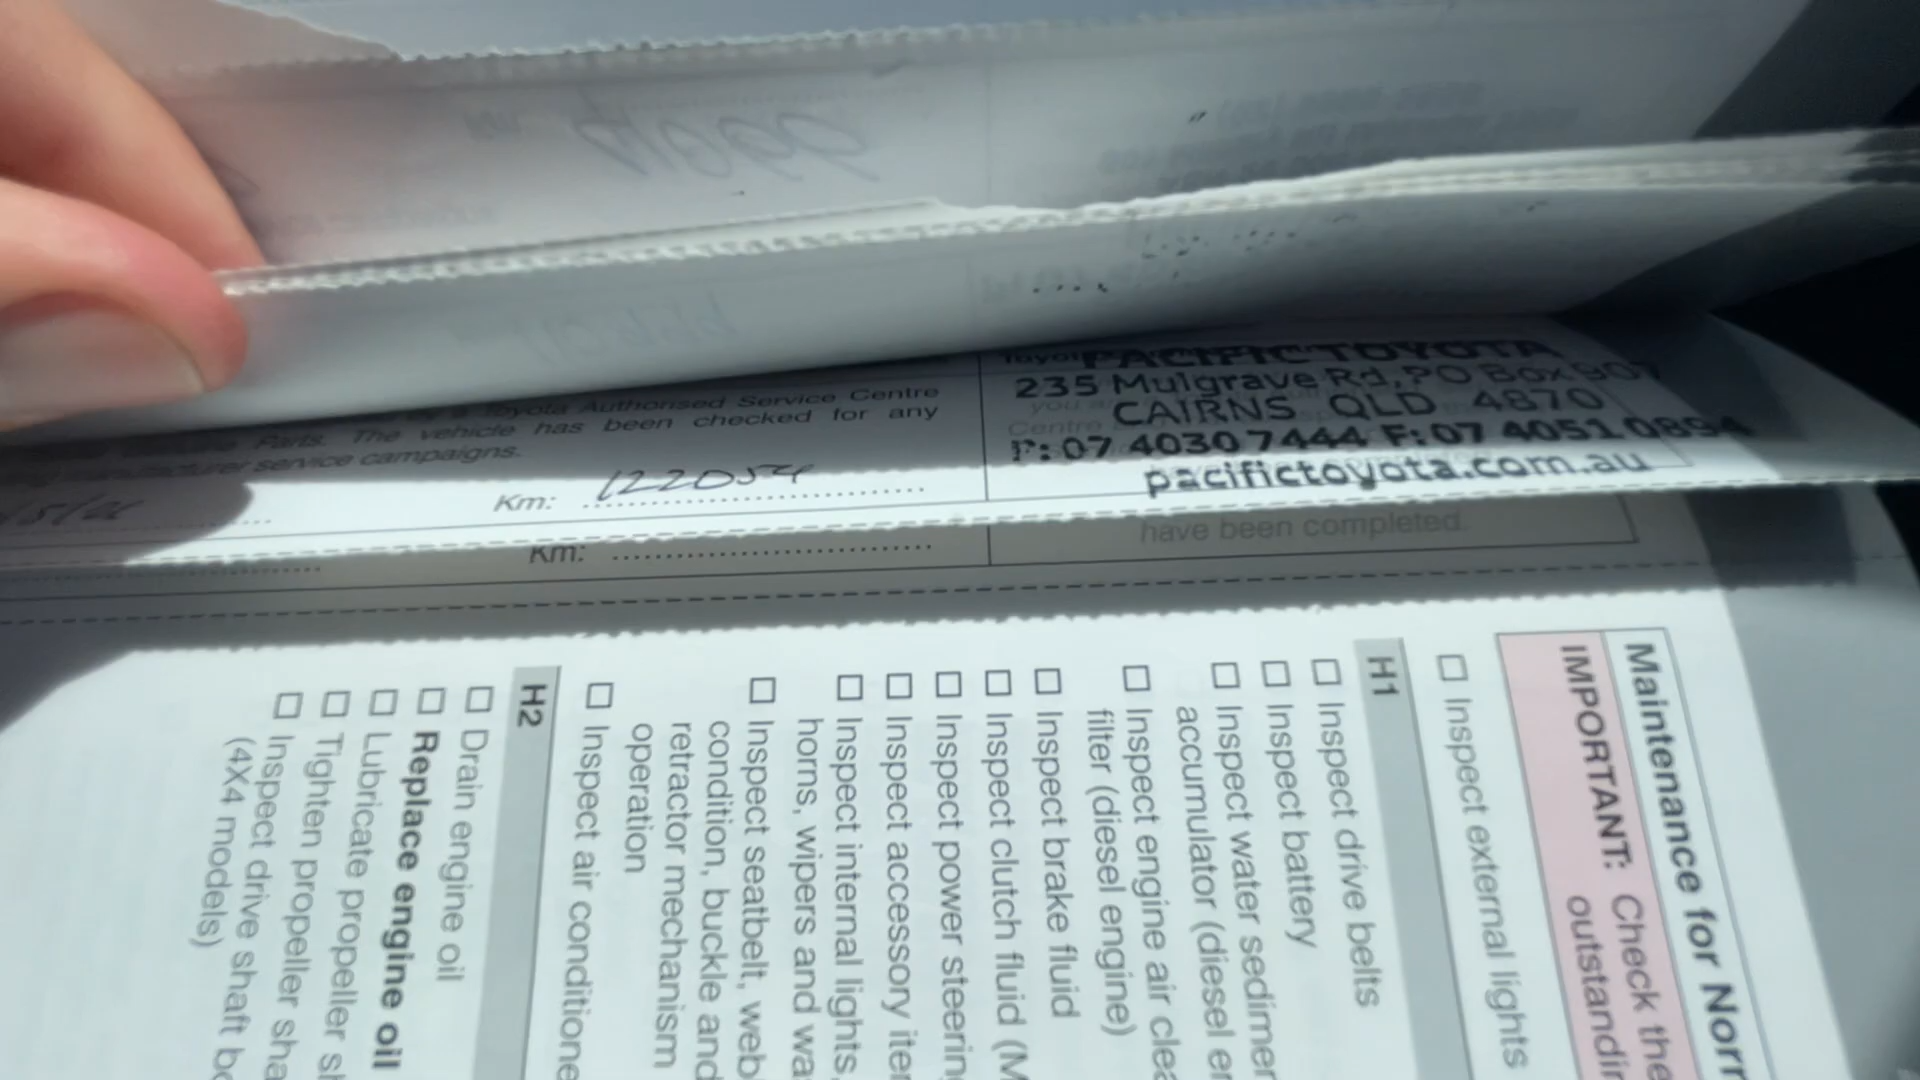 Toyota Authorised Service Centre
Parts. The vehicle has been checked for any
service campaigns.
Km: 122054
PACIFIC TOYOTA
235 Mulgrave Rd, PO Box 907
CAIRNS QLD 4870
P: 07 4030 7444 F: 07 4051 0894
pacifictoyota.com.au
Km:
have been completed.
Maintenance for Norr
IMPORTANT: Check the
outstandin
☐ Inspect external lights
H1
☐ Inspect drive belts
☐ Inspect battery
☐ Inspect water sedimen
accumulator (diesel en
☐ Inspect engine air clea
filter (diesel engine)
☐ Inspect brake fluid
☐ Inspect clutch fluid (M
☐ Inspect power steering
☐ Inspect accessory iten
☐ Inspect internal lights,
horns, wipers and wa
☐ Inspect seatbelt, web
condition, buckle and
retractor mechanism
operation
☐ Inspect air conditione
H2
☐ Drain engine oil
☐ Replace engine oil
☐ Lubricate propeller
☐ Tighten propeller sh
☐ Inspect drive shaft bo
(4X4 models)